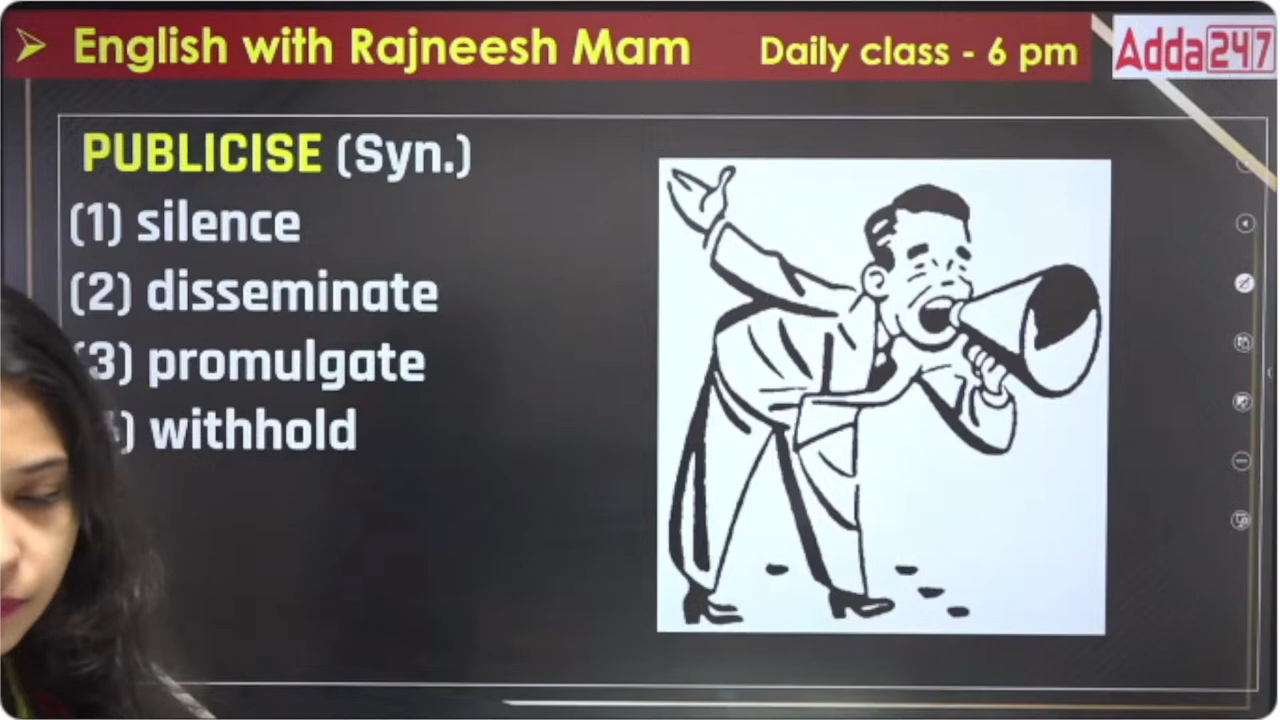 English with Rajneesh Mam
Daily class - 6 pm
Adda247
PUBLICISE (Syn.)
(1) silence
(2) disseminate
3) promulgate
) withhold